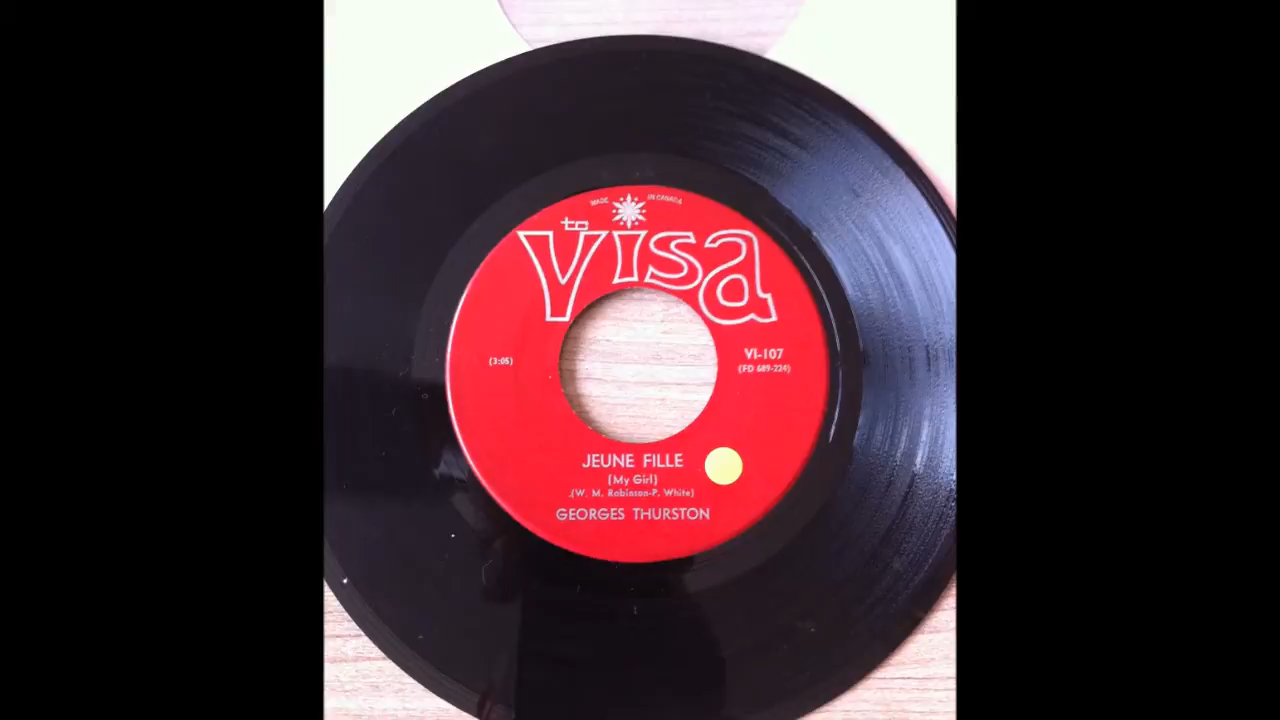 MADE IN CANADA
to
Visa
(3:05)
VI-107
(FD 689-224)
JEUNE FILLE
(My Girl)
(W. M. Robinson-P. White)
GEORGES THURSTON